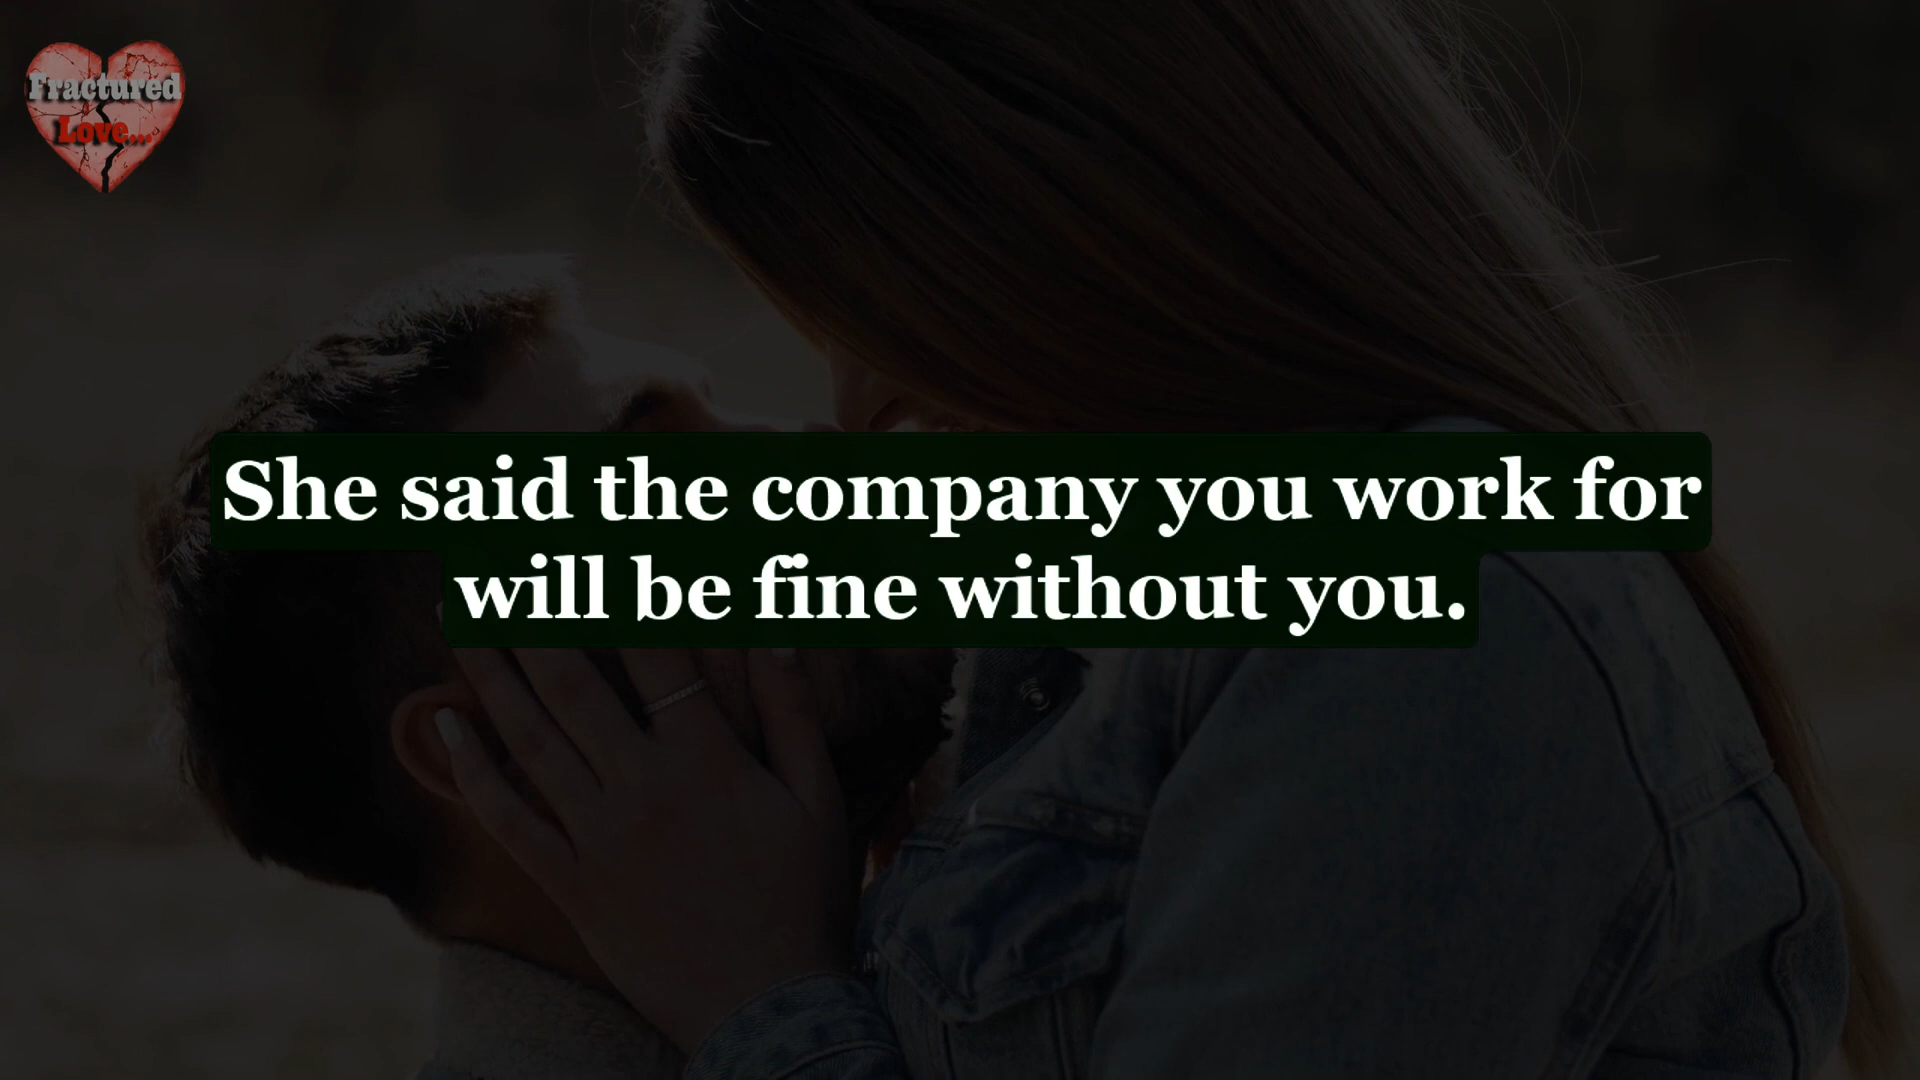 Fractured
Love...
She said the company you work for
will be fine without you.